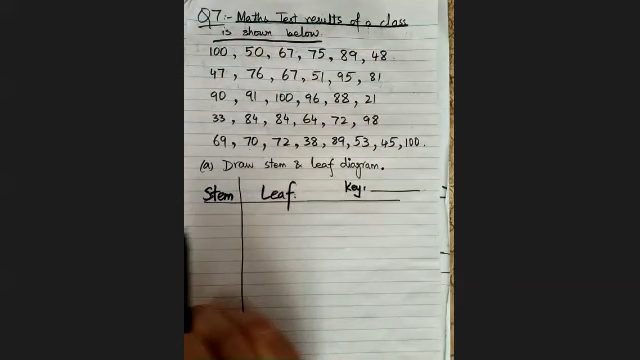 Q7:- Maths Test results of a class
is shown below.
100, 50, 67, 75, 89, 48
47, 76, 67, 51, 95, 81
90, 91, 100, 96, 88, 21
33, 84, 84, 64, 72, 98
69, 70, 72, 38, 89, 53, 45, 100.
(a) Draw stem & leaf diagram.
Stem Leaf. Key: